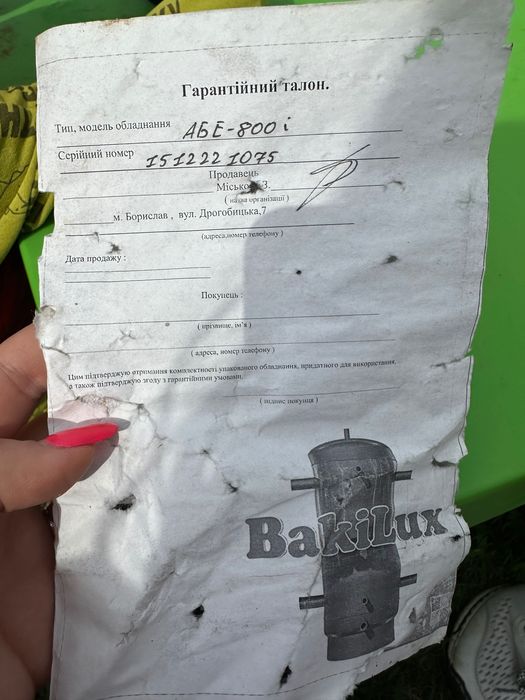 Гарантійний талон.
Тип, модель обладнання АБЕ-800і
Серійний номер 151222 1075
Продавець
Місько З.
( назва організації )
м. Борислав , вул. Дрогобицька,7
(адреса,номер телефону )
Дата продажу :
Покупець :
( прізвище, ім'я )
( адреса, номер телефону )
Цим підтверджую отримання комплектності упакованого обладнання, придатного для використання,
а також підтверджую згоду з гарантійними умовами.
( підпис покупця )
BakiLux